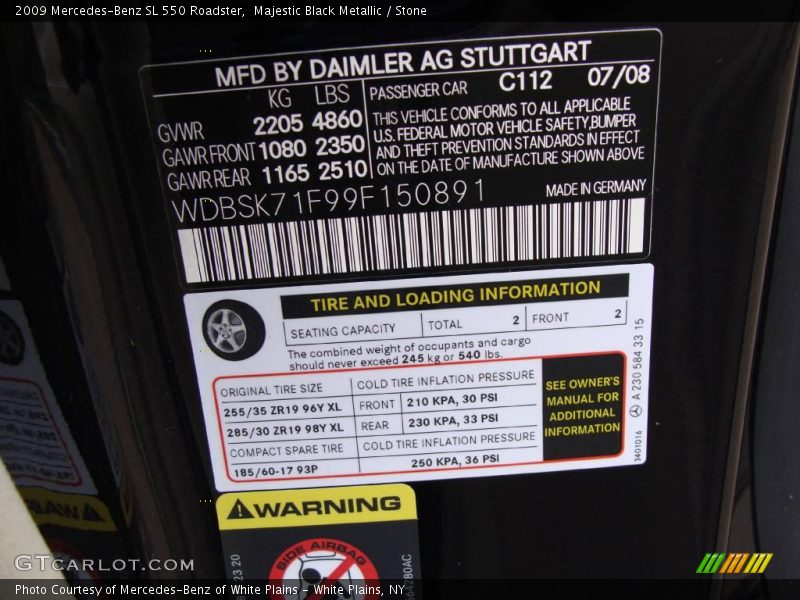 2009 Mercedes-Benz SL 550 Roadster,  Majestic Black Metallic / Stone
MFD BY DAIMLER AG STUTTGART
KG LBS
GVWR 2205 4860
GAWR FRONT 1080 2350
GAWR REAR 1165 2510
PASSENGER CAR C112 07/08
THIS VEHICLE CONFORMS TO ALL APPLICABLE
U.S. FEDERAL MOTOR VEHICLE SAFETY,BUMPER
AND THEFT PREVENTION STANDARDS IN EFFECT
ON THE DATE OF MANUFACTURE SHOWN ABOVE
WDBSK71F99F150891
MADE IN GERMANY
TIRE AND LOADING INFORMATION
SEATING CAPACITY TOTAL 2 FRONT 2
The combined weight of occupants and cargo
should never exceed 245 kg or 540 lbs.
ORIGINAL TIRE SIZE COLD TIRE INFLATION PRESSURE
255/35 ZR19 96Y XL FRONT 210 KPA, 30 PSI
285/30 ZR19 98Y XL REAR 230 KPA, 33 PSI
COMPACT SPARE TIRE COLD TIRE INFLATION PRESSURE
185/60-17 93P 250 KPA, 36 PSI
SEE OWNER'S
MANUAL FOR
ADDITIONAL
INFORMATION
3401016 A 230 584 33 15
WARNING
SIDE AIRBAG
GTCARLOT.COM
Photo Courtesy of Mercedes-Benz of White Plains - White Plains, NY